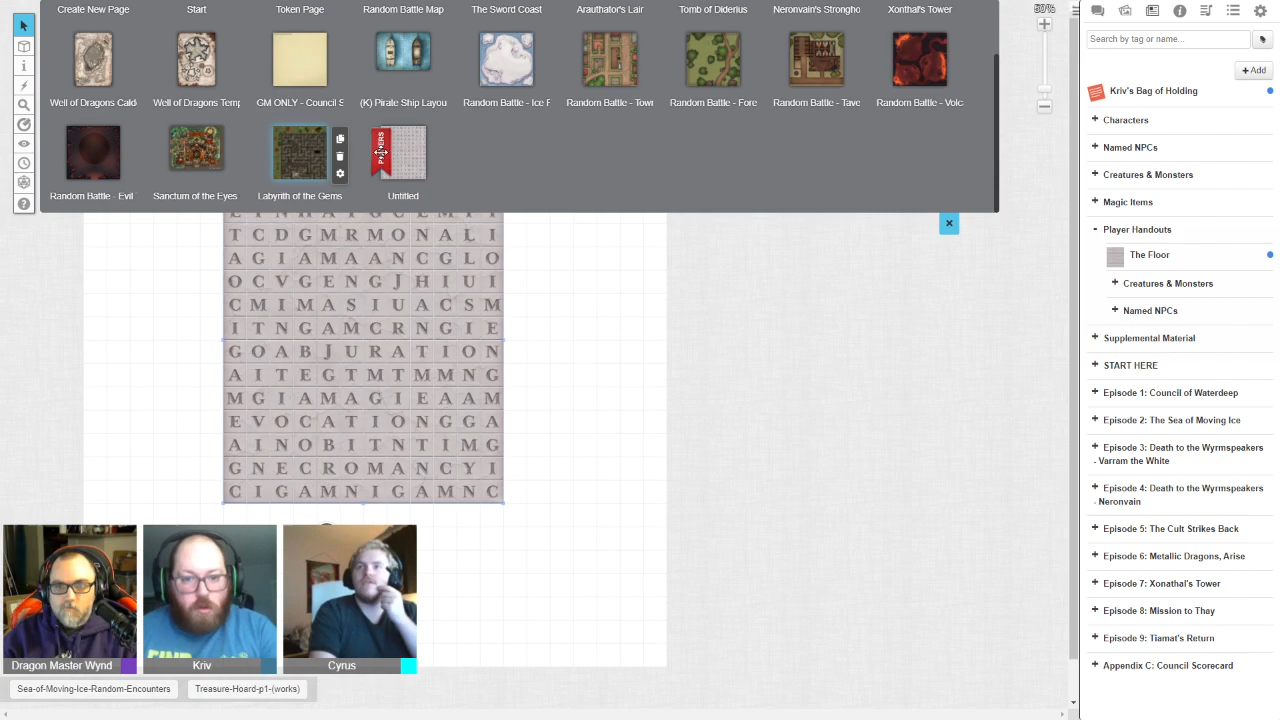 Create New Page
Start
Token Page
Random Battle Map
The Sword Coast
Arauthator's Lair
Tomb of Diderius
Neronvain's Strongho
Xonthal's Tower
50%
Well of Dragons Cald
Well of Dragons Temp
GM ONLY - Council S
(K) Pirate Ship Layou
Random Battle - Ice F
Random Battle - Town
Random Battle - Fore
Random Battle - Tave
Random Battle - Volc
PLAYERS
Random Battle - Evil
Sanctum of the Eyes
Labyrinth of the Gems
Untitled
T C D G M R M O N A L I
A G I A M A A N C G L O
O C V G E N G J H I U I
C M I M A S I U A C S M
I T N G A M C R N G I E
G O A B J U R A T I O N
A I T E G T M T M M N G
M G I A M A G I E A A M
E V O C A T I O N G G A
A I N O B I T N T I M G
G N E C R O M A N C Y I
C I G A M N I G A M N C
FIND
Dragon Master Wynd
Kriv
Cyrus
Sea-of-Moving-Ice-Random-Encounters
Treasure-Hoard-p1-(works)
Search by tag or name...
+ Add
Kriv's Bag of Holding
+ Characters
+ Named NPCs
+ Creatures & Monsters
+ Magic Items
- Player Handouts
The Floor
+ Creatures & Monsters
+ Named NPCs
+ Supplemental Material
+ START HERE
+ Episode 1: Council of Waterdeep
+ Episode 2: The Sea of Moving Ice
+ Episode 3: Death to the Wyrmspeakers
- Varram the White
+ Episode 4: Death to the Wyrmspeakers
- Neronvain
+ Episode 5: The Cult Strikes Back
+ Episode 6: Metallic Dragons, Arise
+ Episode 7: Xonathal's Tower
+ Episode 8: Mission to Thay
+ Episode 9: Tiamat's Return
+ Appendix C: Council Scorecard